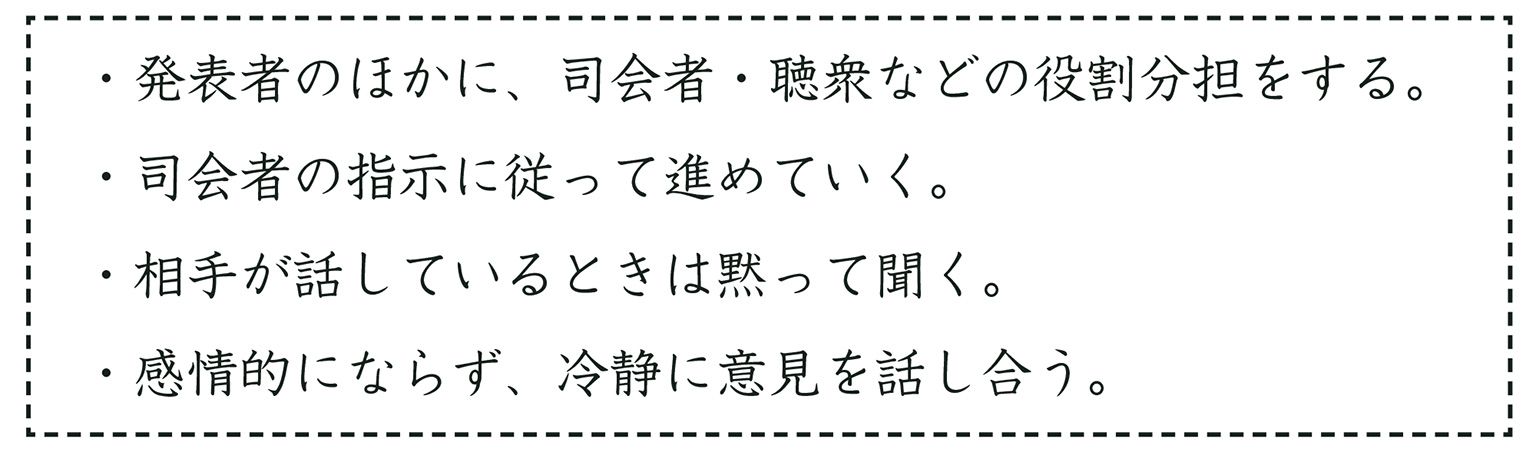 ・発表者のほかに、司会者・聴衆などの役割分担をする。
・司会者の指示に従って進めていく。
・相手が話しているときは黙って聞く。
・感情的にならず、冷静に意見を話し合う。